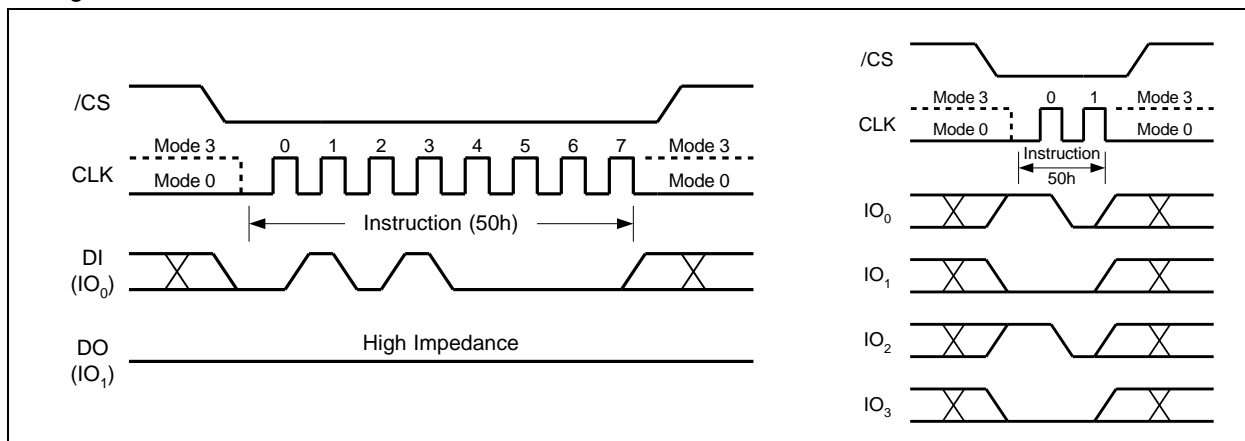 /CS
Mode 3 0 1 2 3 4 5 6 7 Mode 3
CLK Mode 0 Mode 0
Instruction (50h)
DI
(IO0)
High Impedance
DO
(IO1)
/CS
Mode 3 0 1 Mode 3
CLK Mode 0 Mode 0
Instruction
50h
IO0
IO1
IO2
IO3